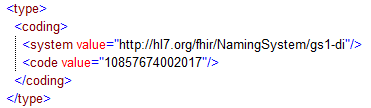 <type>
<coding>
<system value="http://hl7.org/fhir/NamingSystem/gs1-di"/>
<code value="10857674002017"/>
</coding>
</type>